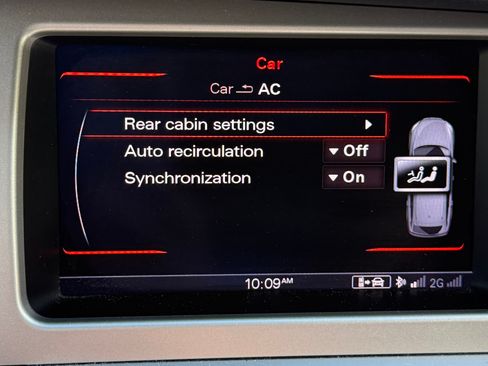 Car
Car AC
Rear cabin settings
Auto recirculation Off
Synchronization On
10:09AM 2G